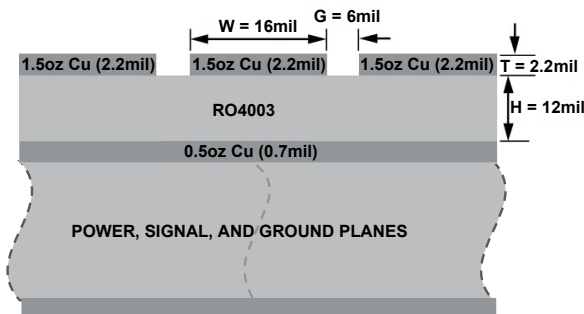 G = 6mil
W = 16mil
1.5oz Cu (2.2mil) 1.5oz Cu (2.2mil) 1.5oz Cu (2.2mil) T = 2.2mil
RO4003 H = 12mil
0.5oz Cu (0.7mil)
POWER, SIGNAL, AND GROUND PLANES